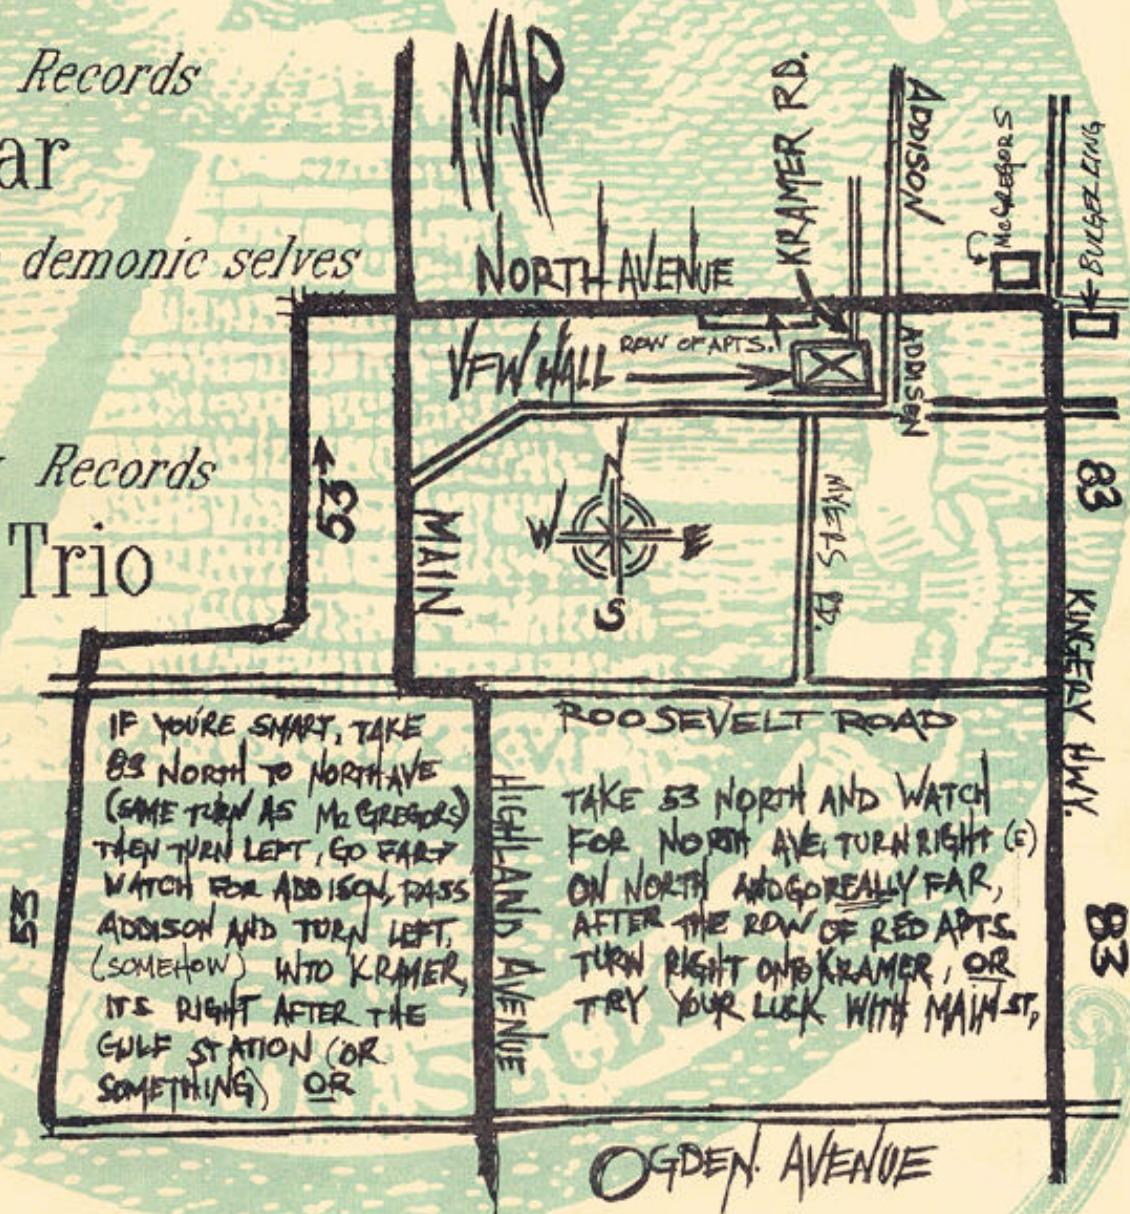 Records
ar
demonic selves
Records
Trio
MAP
KRAMER RD.
ADDISON
McGREGORS
NORTH AVENUE
ROW OF APTS.
VFW HALL
ADDISON
53
MAIN
W
E
S
83
KINGERY HWY.
ROOSEVELT ROAD
IF YOU'RE SMART, TAKE
83 NORTH TO NORTH AVE
(SAME TURN AS McGREGORS)
THEN TURN LEFT, GO FAR
WATCH FOR ADDISON, PASS
ADDISON AND TURN LEFT,
(SOMEHOW) INTO KRAMER,
ITS RIGHT AFTER THE
GULF STATION (OR
SOMETHING) OR
HIGHLAND AVENUE
TAKE 53 NORTH AND WATCH
FOR NORTH AVE, TURN RIGHT (E)
ON NORTH AND GO REALLY FAR,
AFTER THE ROW OF RED APTS.
TURN RIGHT ONTO KRAMER, OR
TRY YOUR LUCK WITH MAIN ST,
53
83
OGDEN AVENUE